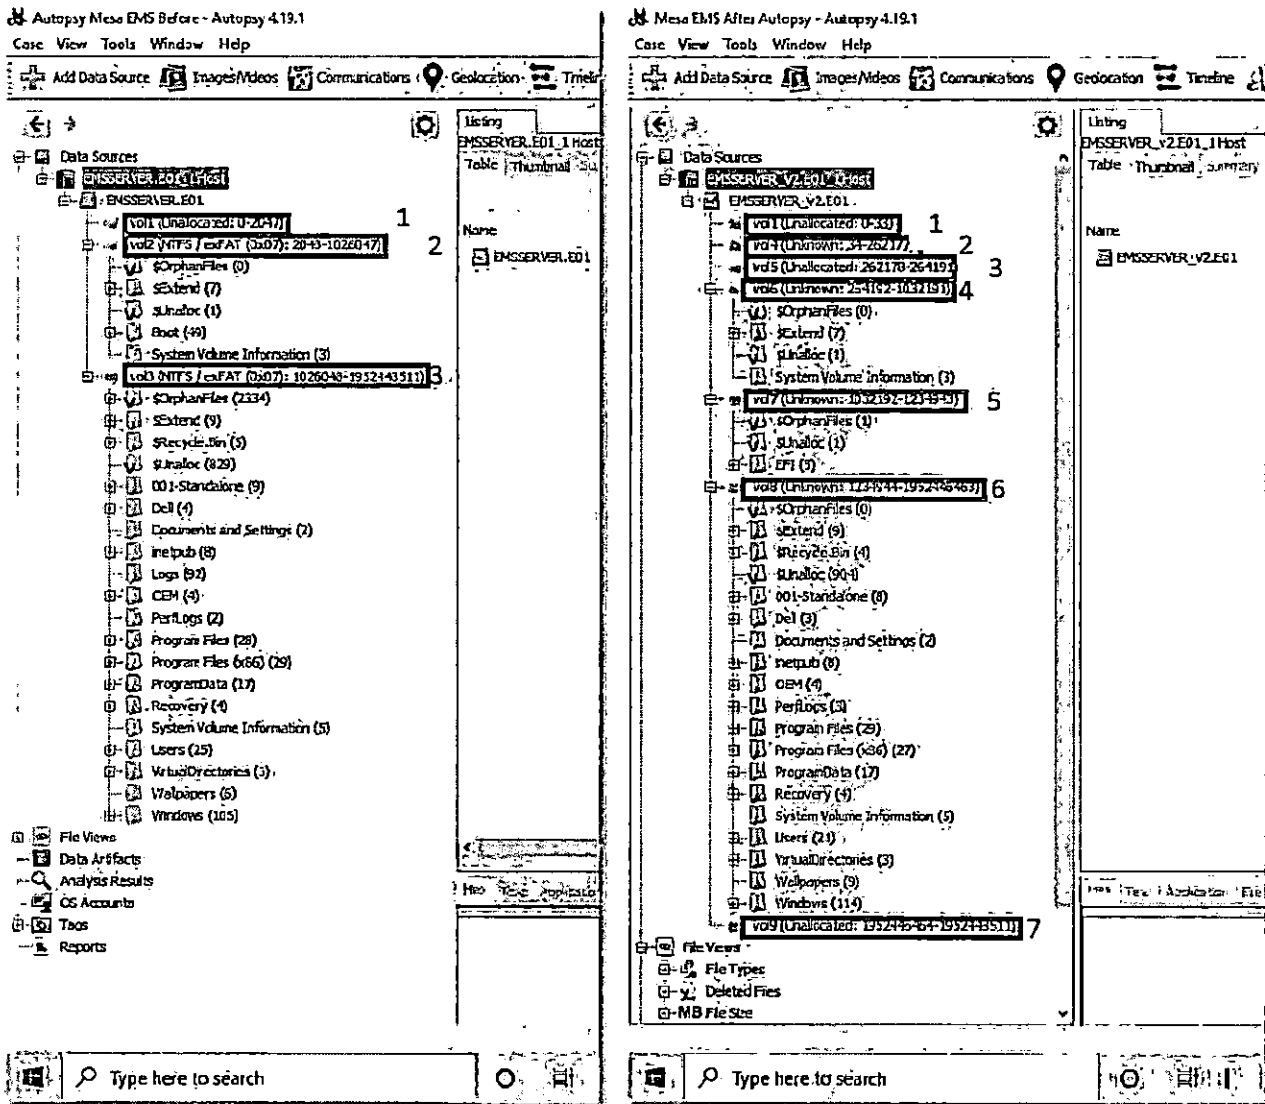 Autopsy Mesa EMS Before - Autopsy 4.19.1
Case View Tools Window Help
Add Data Source Images/Videos Communications Geolocation
Listing
EMSSERVER.E01_1 Host
Table Thumbnail
Name
EMSSERVER.E01
Data Sources
EMSSERVER.E01_1 Host
EMSSERVER.E01
vol1 (Unallocated: 0-2047) 1
vol2 (NTFS / exFAT (0x07): 2048-1026047) 2
$OrphanFiles (0)
$Extend (7)
$Unalloc (1)
Boot (49)
System Volume Information (3)
vol3 (NTFS / exFAT (0x07): 1026048-1952443511) 3
$OrphanFiles (2334)
$Extend (9)
$Recycle.Bin (5)
$Unalloc (829)
001-Standalone (9)
Dell (4)
Documents and Settings (2)
inetpub (8)
Logs (92)
(4)
PerfLogs (2)
Program Files (28)
Program Files (x86) (29)
ProgramData (17)
Recovery (4)
System Volume Information (5)
Users (25)
VirtualDirectories (3)
Wallpapers (6)
Windows (105)
File Views
Data Artifacts
Analysis Results
OS Accounts
Tags
Reports
Type here to search
Mesa EMS After Autopsy - Autopsy 4.19.1
Case View Tools Window Help
Add Data Source Images/Videos Communications Geolocation Timeline
Listing
EMSSERVER_v2.E01_1 Host
Table Thumbnail Summary
Name
EMSSERVER_V2.E01
Data Sources
EMSSERVER_V2.E01_1 Host
EMSSERVER_v2.E01
vol1 (Unallocated: 0-33) 1
vol4 (Unknown: 2
vol5 (Unallocated: 262178-264191) 3
vol6 (Unknown: 264192-1032191) 4
$OrphanFiles (0)
$Extend (7)
$Unalloc (1)
System Volume Information (3)
vol7 (Unknown: 1032192-1234943) 5
$OrphanFiles (1)
$Unalloc (1)
EFI (5)
vol8 (Unknown: 1234944-1952446463) 6
$OrphanFiles (0)
$Extend (9)
$Recycle.Bin (4)
$Unalloc (904)
001-Standalone (8)
Dell (3)
Documents and Settings (2)
inetpub (8)
OEM (4)
PerfLogs (3)
Program Files (29)
Program Files (x86) (27)
ProgramData (17)
Recovery (4)
System Volume Information (5)
Users (21)
VirtualDirectories (3)
Wallpapers (9)
Windows (114)
vol9 (Unallocated: 7
File Views
File Types
Deleted Files
MB File Size
Hex Text Application
Type here to search